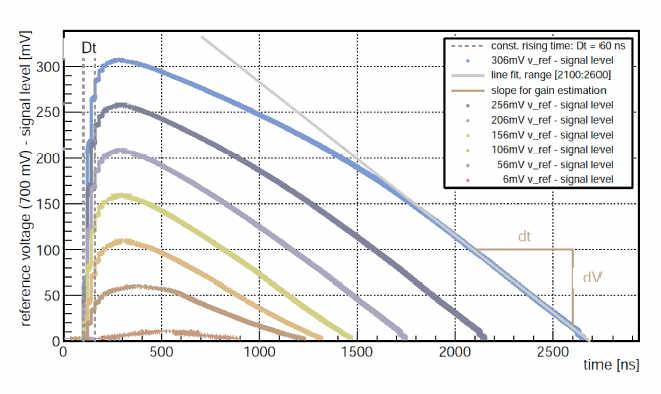 Dt
const. rising time: Dt = 60 ns
306mV v_ref - signal level
line fit, range [2100:2600]
slope for gain estimation
256mV v_ref - signal level
206mV v_ref - signal level
156mV v_ref - signal level
106mV v_ref - signal level
56mV v_ref - signal level
6mV v_ref - signal level
reference voltage (700 mV) - signal level [mV]
300
250
200
150
100
50
0
dt
dV
0
500
1000
1500
2000
2500
time [ns]